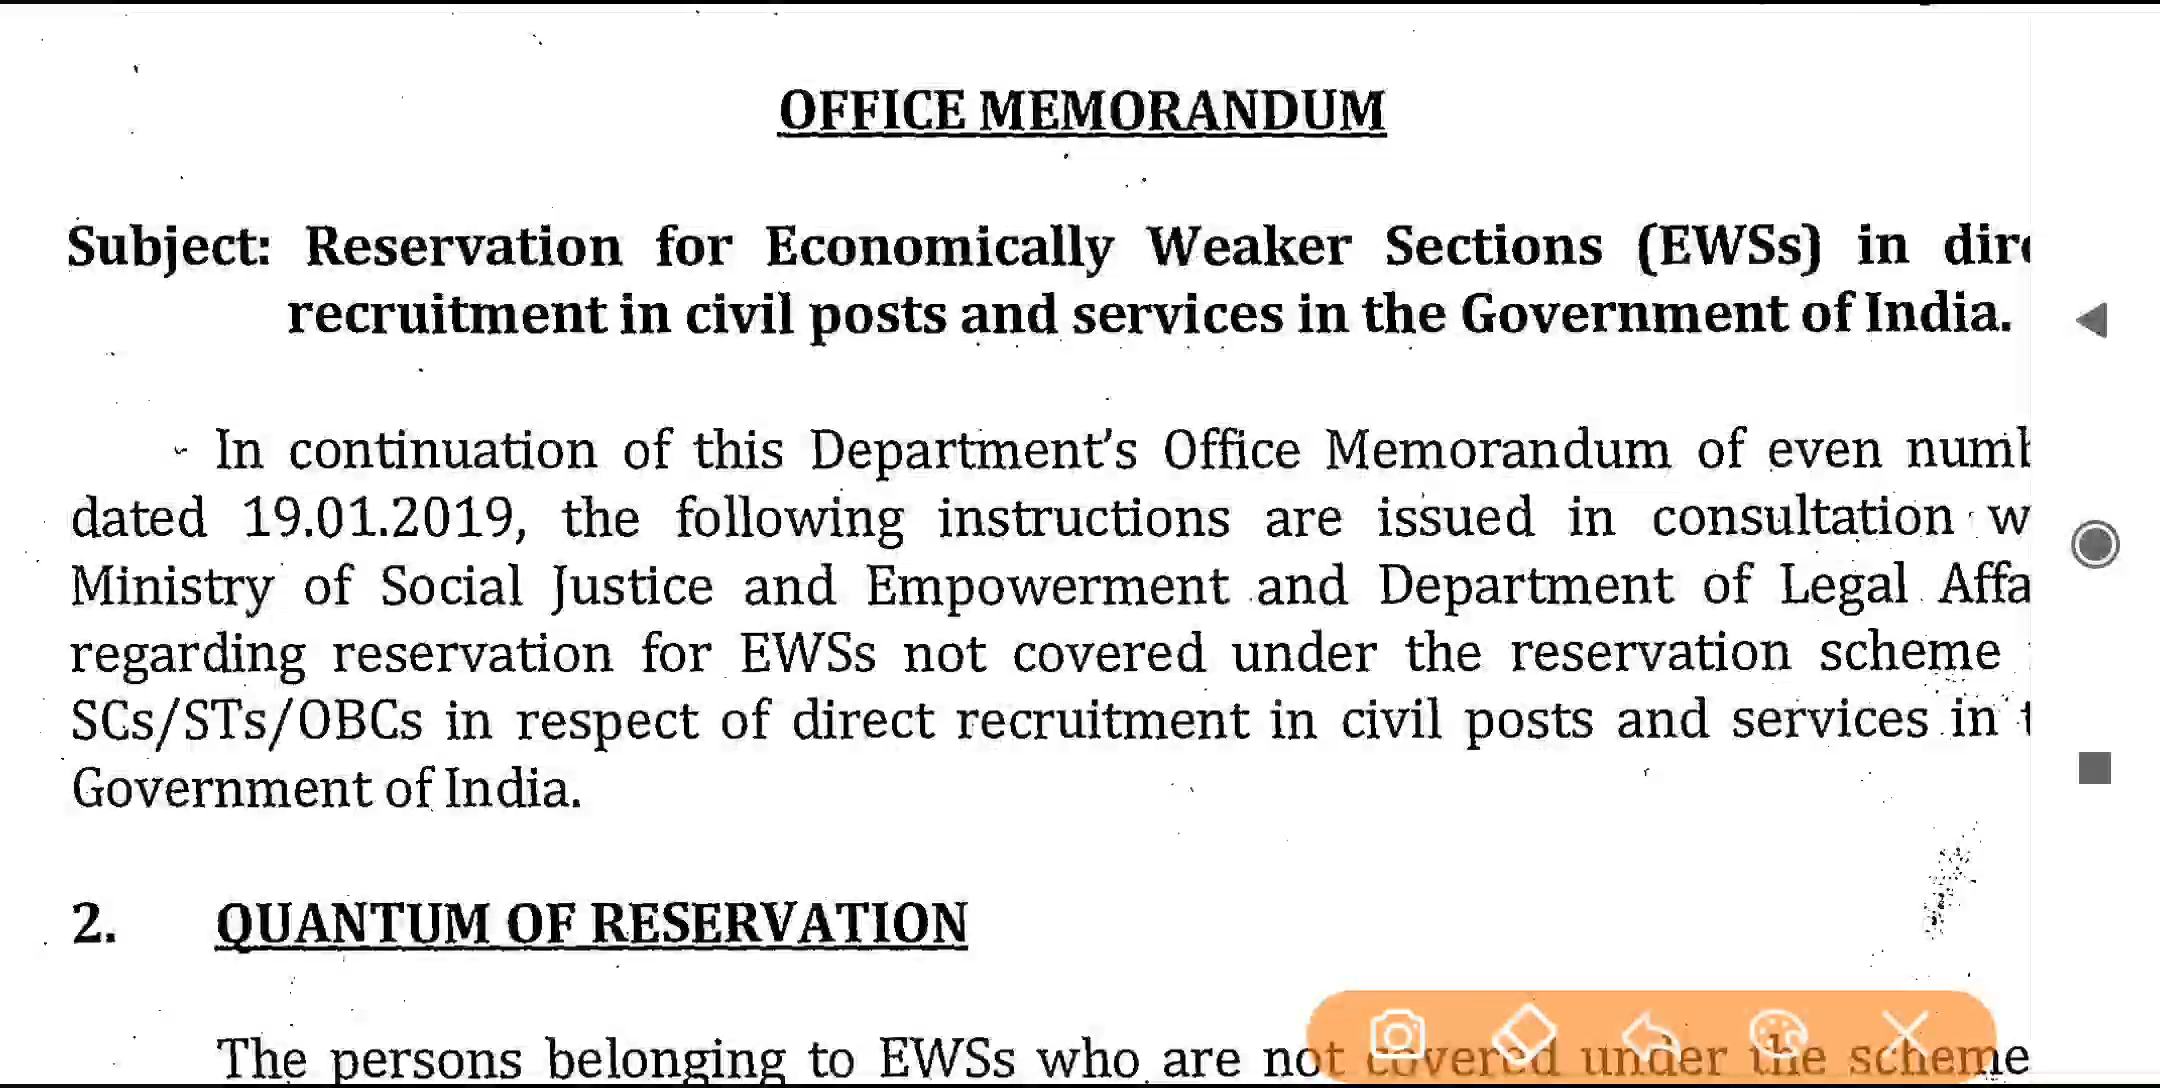 OFFICE MEMORANDUM
Subject: Reservation for Economically Weaker Sections (EWSs) in
recruitment in civil posts and services in the Government of India.
In continuation of this Department's Office Memorandum of even
dated 19.01.2019, the following instructions are issued in consultation
Ministry of Social Justice and Empowerment and Department of Legal
regarding reservation for EWSs not covered under the reservation scheme
SCs/STs/OBCs in respect of direct recruitment in civil posts and services in
Government of India.
2. QUANTUM OF RESERVATION
The persons belonging to EWSs who are not covered under the scheme